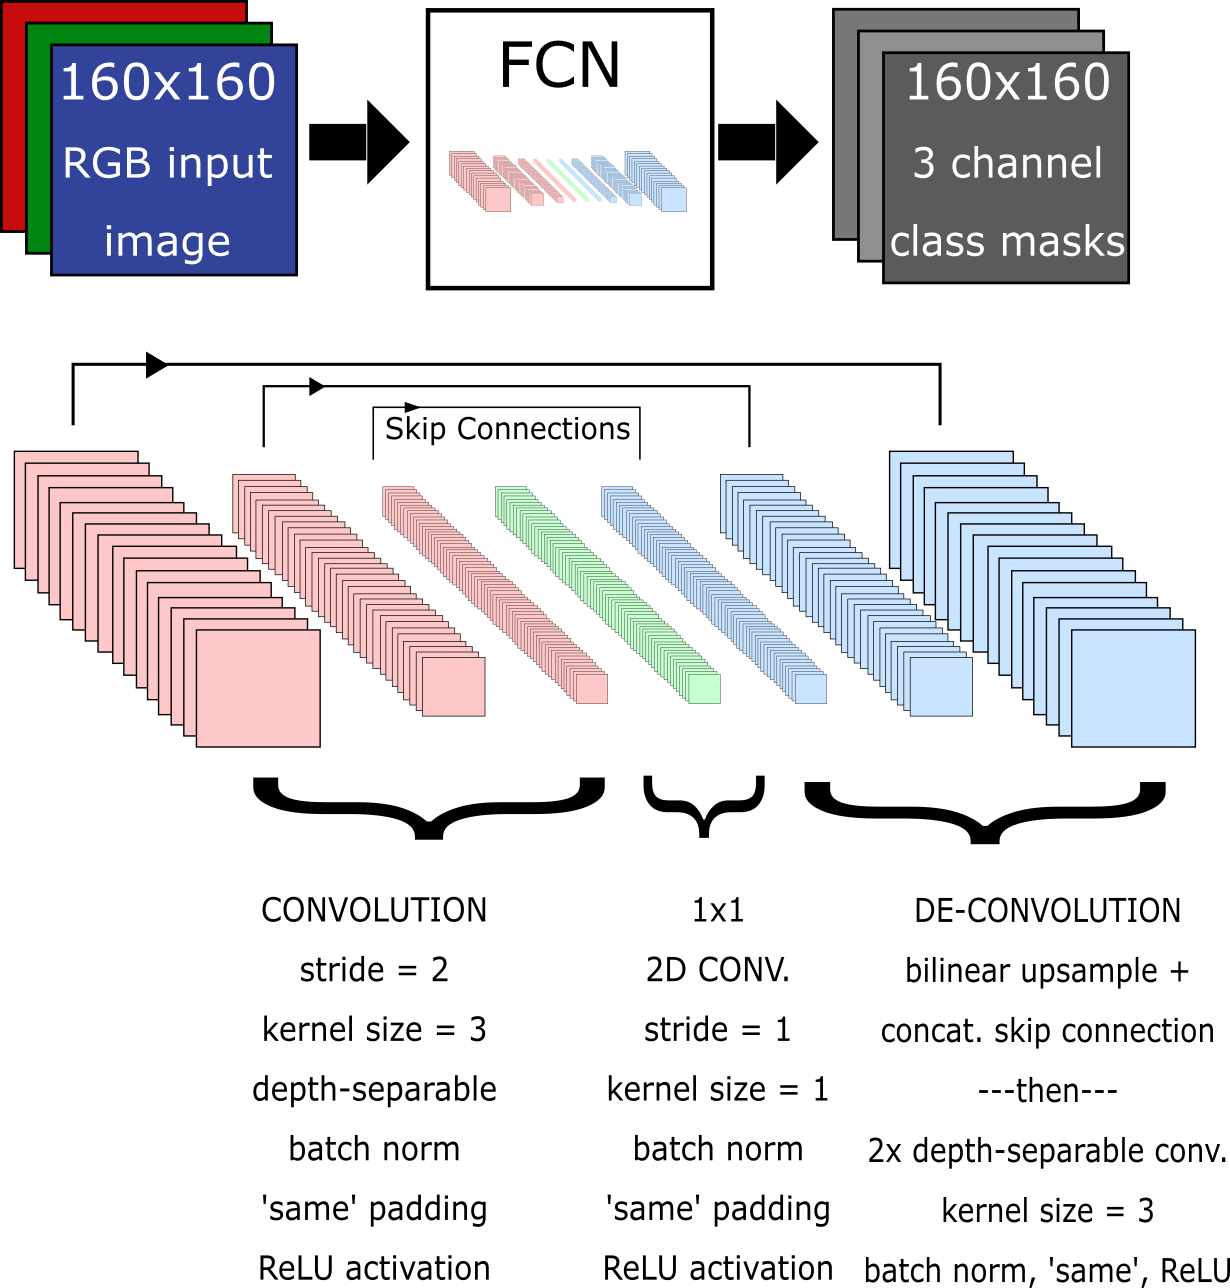 160x160
RGB input
image
FCN
160x160
3 channel
class masks
Skip Connections
CONVOLUTION
stride = 2
kernel size = 3
depth-separable
batch norm
'same' padding
ReLU activation
1x1
2D CONV.
stride = 1
kernel size = 1
batch norm
'same' padding
ReLU activation
DE-CONVOLUTION
bilinear upsample +
concat. skip connection
---then---
2x depth-separable conv.
kernel size = 3
batch norm, 'same', ReLU